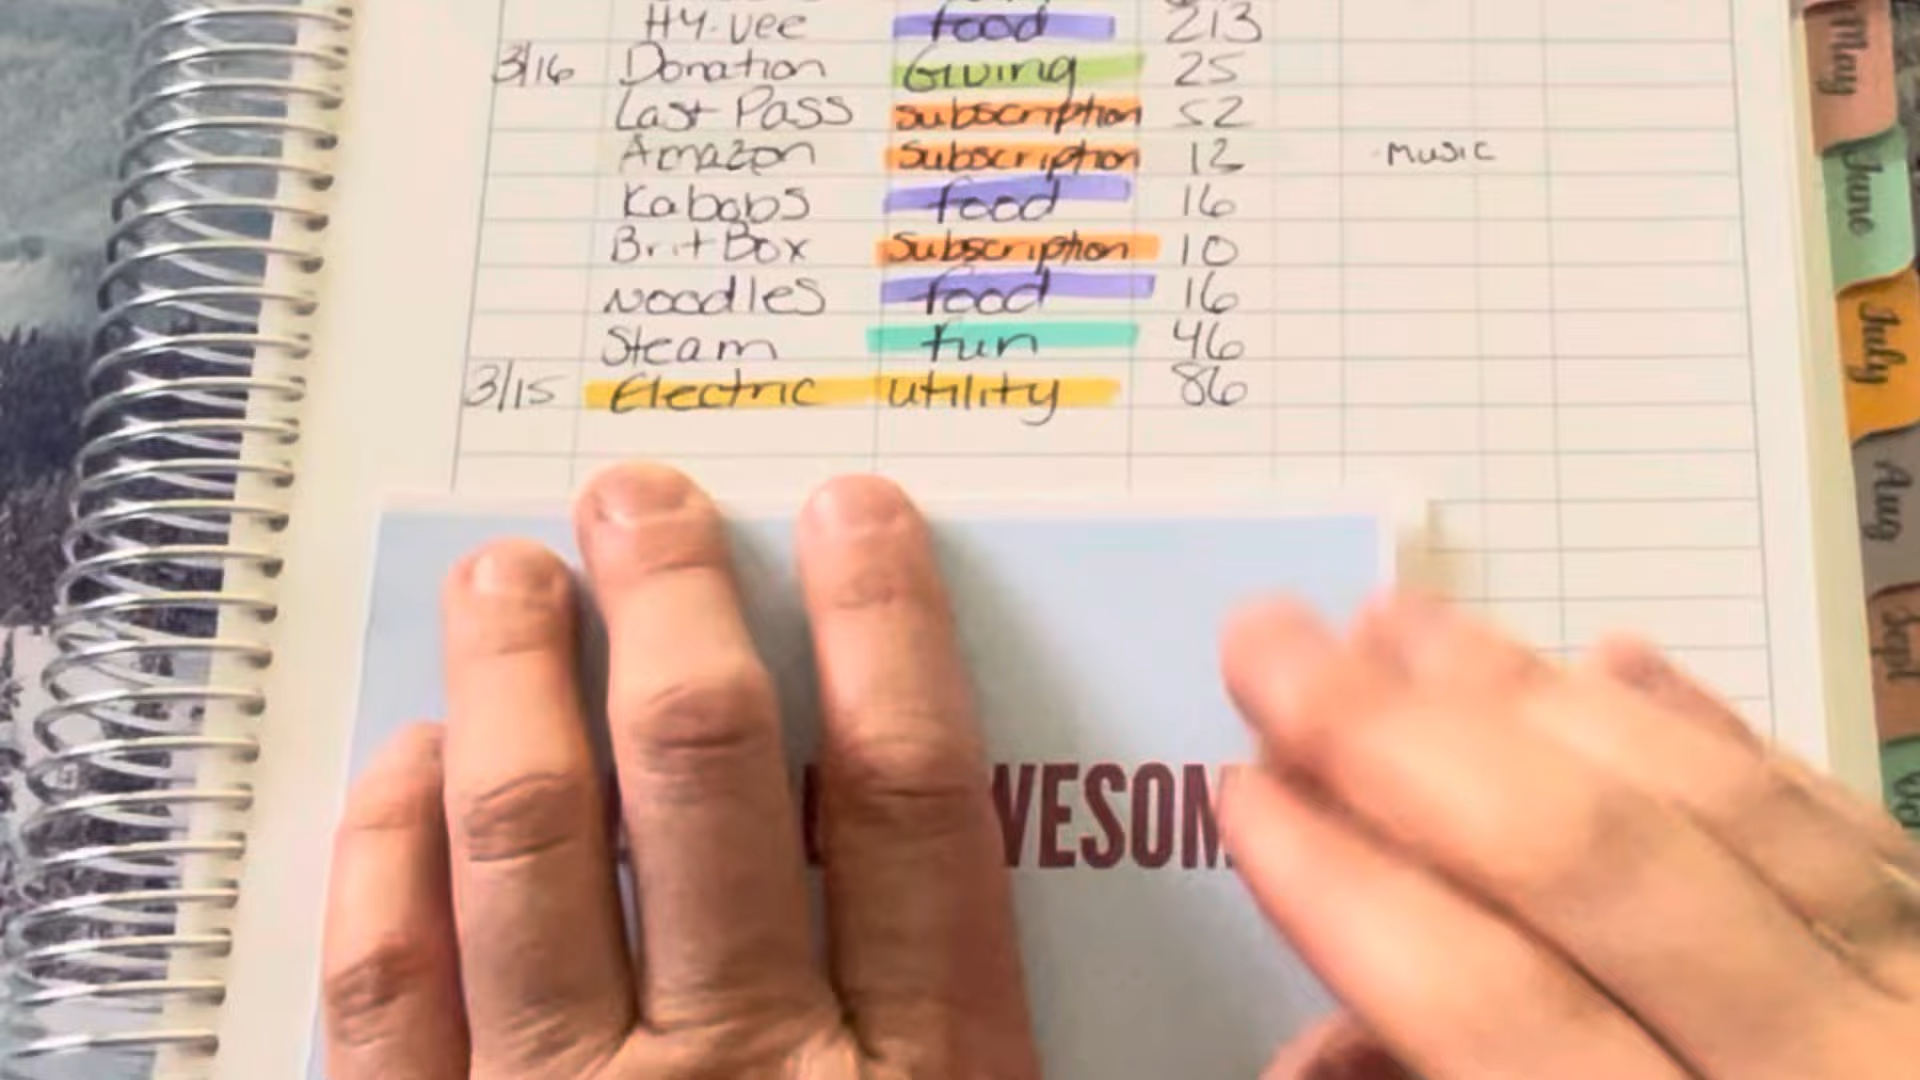 Hy-Vee food 213
3/16 Donation Giving 25
Last Pass subscription 52
Amazon Subscription 12 Music
Kabobs food 16
BritBox Subscription 10
Noodles food 16
Steam fun 46
3/15 Electric utility 86
May
June
July
Aug
Sept